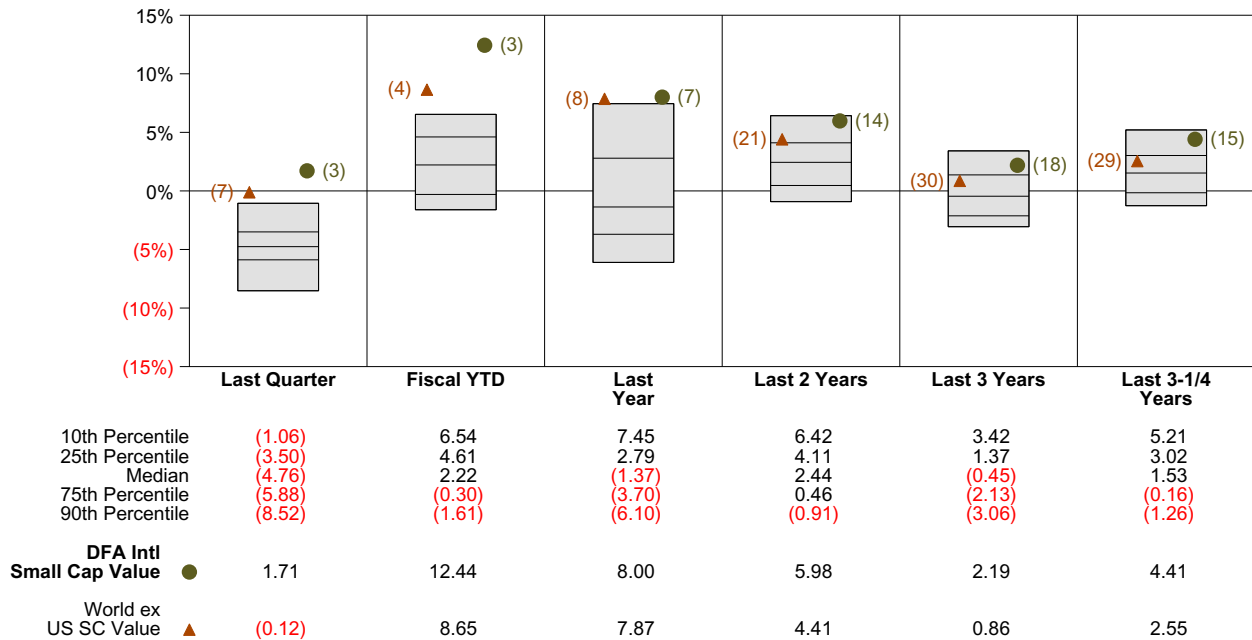 15%
10%
5%
0%
(5%)
(10%)
(15%)
(7) (3)
(4) (3)
(8) (7)
(21) (14)
(30) (18)
(29) (15)
Last Quarter Fiscal YTD Last Year Last 2 Years Last 3 Years Last 3-1/4 Years
10th Percentile (1.06) 6.54 7.45 6.42 3.42 5.21
25th Percentile (3.50) 4.61 2.79 4.11 1.37 3.02
Median (4.76) 2.22 (1.37) 2.44 (0.45) 1.53
75th Percentile (5.88) (0.30) (3.70) 0.46 (2.13) (0.16)
90th Percentile (8.52) (1.61) (6.10) (0.91) (3.06) (1.26)
DFA Intl
Small Cap Value 1.71 12.44 8.00 5.98 2.19 4.41
World ex
US SC Value (0.12) 8.65 7.87 4.41 0.86 2.55